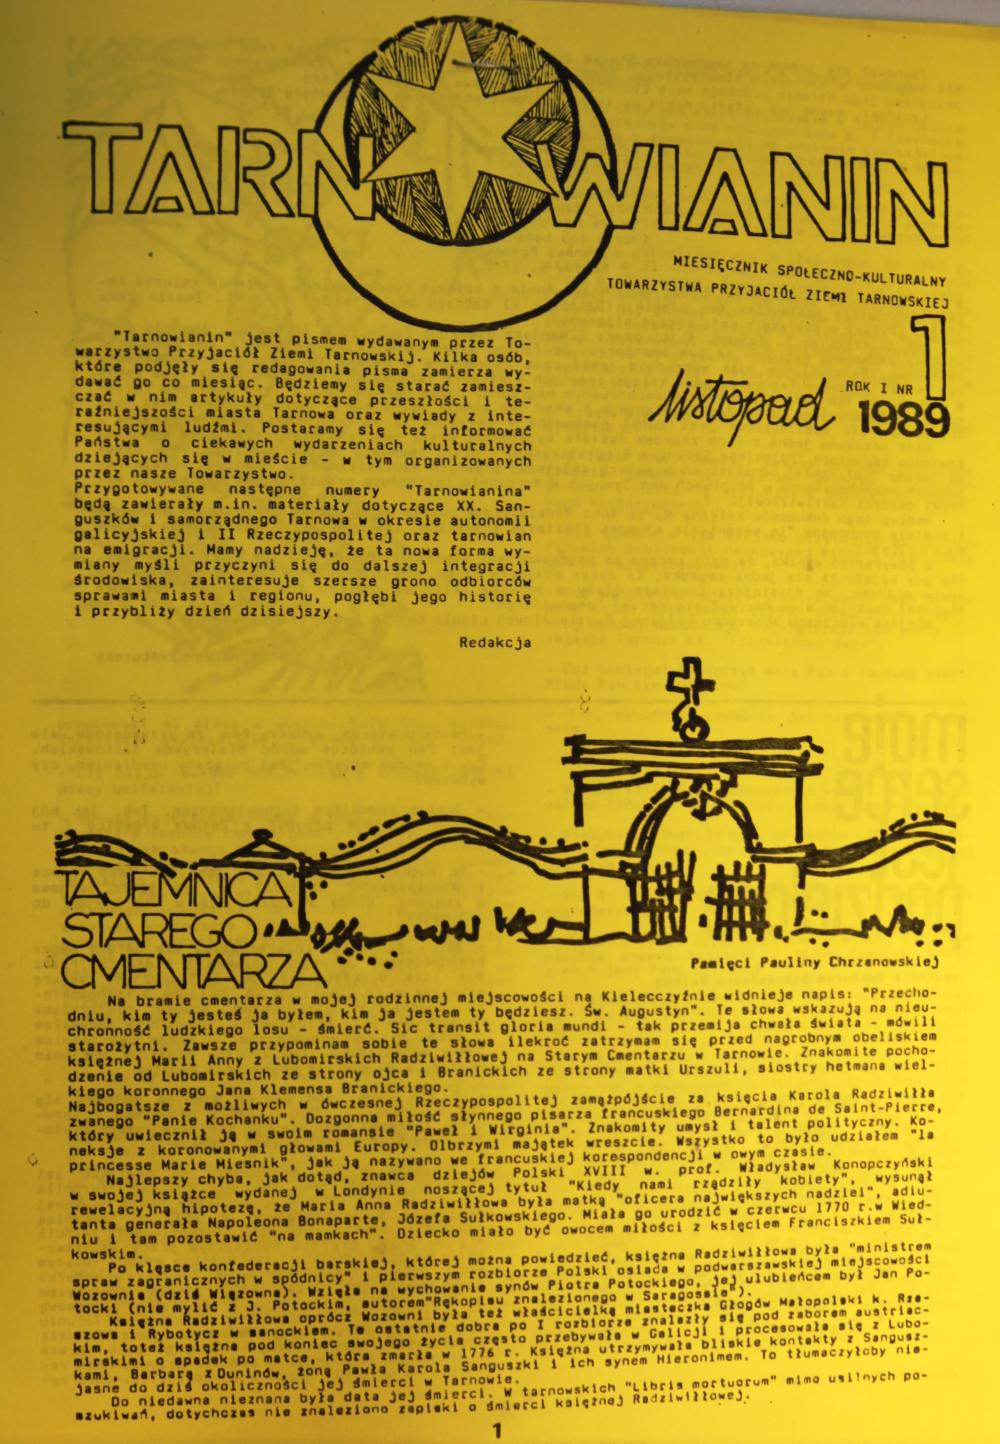 TARNOWIANIN
MIESIĘCZNIK SPOŁECZNO-KULTURALNY
TOWARZYSTWA PRZYJACIÓŁ ZIEMI TARNOWSKIEJ
ROK I NR 1
listopad 1989
"Tarnowianin" jest pismem wydawanym przez To-
warzystwo Przyjaciół Ziemi Tarnowskij. Kilka osób,
które podjęły się redagowania pisma zamierza wy-
dawać go co miesiąc. Będziemy się starać zamiesz-
czać w nim artykuły dotyczące przeszłości i te-
raźniejszości miasta Tarnowa oraz wywiady z inte-
resującymi ludźmi. Postaramy się też informować
Państwa o ciekawych wydarzeniach kulturalnych
dziejących się w mieście - w tym organizowanych
przez nasze Towarzystwo.
Przygotowywane następne numery "Tarnowianina"
będą zawierały m.in. materiały dotyczące XX. San-
guszków i samorządnego Tarnowa w okresie autonomii
galicyjskiej i II Rzeczypospolitej oraz tarnowian
na emigracji. Mamy nadzieję, że ta nowa forma wy-
miany myśli przyczyni się do dalszej integracji
środowiska, zainteresuje szersze grono odbiorców
sprawami miasta i regionu, pogłębi jego historię
i przybliży dzień dzisiejszy.
Redakcja
TAJEMNICA
STAREGO
CMENTARZA
Pamięci Pauliny Chrzanowskiej
Na bramie cmentarza w mojej rodzinnej miejscowości na Kielecczyźnie widnieje napis: "Przecho-
dniu, kim ty jesteś ja byłem, kim ja jestem ty będziesz. Św. Augustyn". Te słowa wskazują na nieu-
chronność ludzkiego losu - śmierć. Sic transit gloria mundi - tak przemija chwała świata - mówili
starożytni. Zawsze przypominam sobie te słowa ilekroć zatrzymam się przed nagrobnym obeliskiem
księżnej Marii Anny z Lubomirskich Radziwiłłowej na Starym Cmentarzu w Tarnowie. Znakomite pocho-
dzenie od Lubomirskich ze strony ojca i Branickich ze strony matki Urszuli, siostry hetmana wiel-
kiego koronnego Jana Klemensa Branickiego.
Najbogatsze z możliwych w ówczesnej Rzeczypospolitej zamążpójście za księcia Karola Radziwiłła
zwanego "Panie Kochanku". Dozgonna miłość słynnego pisarza francuskiego Bernardina de Saint-Pierre,
który uwiecznił ją w swoim romansie "Paweł i Wirginia". Znakomity umysł i talent polityczny. Ko-
neksje z koronowanymi głowami Europy. Olbrzymi majątek wreszcie. Wszystko to było udziałem "la
princesse Marie Miesnik", jak ją nazywano we francuskiej korespondencji w owym czasie.
Najlepszy chyba, jak dotąd, znawca dziejów Polski XVIII w. prof. Władysław Konopczyński
w swojej książce wydanej w Londynie noszącej tytuł "Kiedy nami rządziły kobiety", wysunął
rewelacyjną hipotezę, że Maria Anna Radziwiłłowa była matką "oficera największych nadziei", adiu-
tanta generała Napoleona Bonaparte, Józefa Sułkowskiego. Miała go urodzić w czerwcu 1770 r.w Wied-
niu i tam pozostawić "na mamkach". Dziecko miało być owocem miłości z księciem Franciszkiem Suł-
kowskim.
Po klęsce konfederacji barskiej, której można powiedzieć, księżna Radziwiłłowa była "ministrem
spraw zagranicznych w spódnicy" i pierwszym rozbiorze Polski osiada w podwarszawskiej miejscowości
Wozownia (dziś Wiązowna). Wzięła na wychowanie synów Piotra Potockiego, jej ulubieńcem był Jan Po-
tocki (nie mylić z J. Potockim, autorem"Rękopisu znalezionego w Saragossie").
Księżna Radziwiłłowa oprócz Wozowni była też właścicielką miasteczka Głogów Małopolski k. Rze-
szowa i Rybotycz w sanockiem. Te ostatnie dobra po I rozbiorze znalazły się pod zaborem austriac-
kim, toteż księżna pod koniec swojego życia często przebywała w Galicji i procesowała się z Lubo-
mirskimi o spadek po matce, która zmarła w 1776 r. Księżna utrzymywała bliskie kontakty z Sangusz-
kami, Barbarą z Duninów, żoną Pawła Karola Sanguszki i ich synem Hieronimem. To tłumaczyłoby nie-
jasne do dziś okoliczności jej śmierci w Tarnowie.
Do niedawna nieznana była data jej śmierci. W tarnowskich "Libris mortuorum" mimo usilnych po-
szukiwań, dotychczas nie znaleziono zapiski o śmierci księżnej Radziwiłłowej.
1